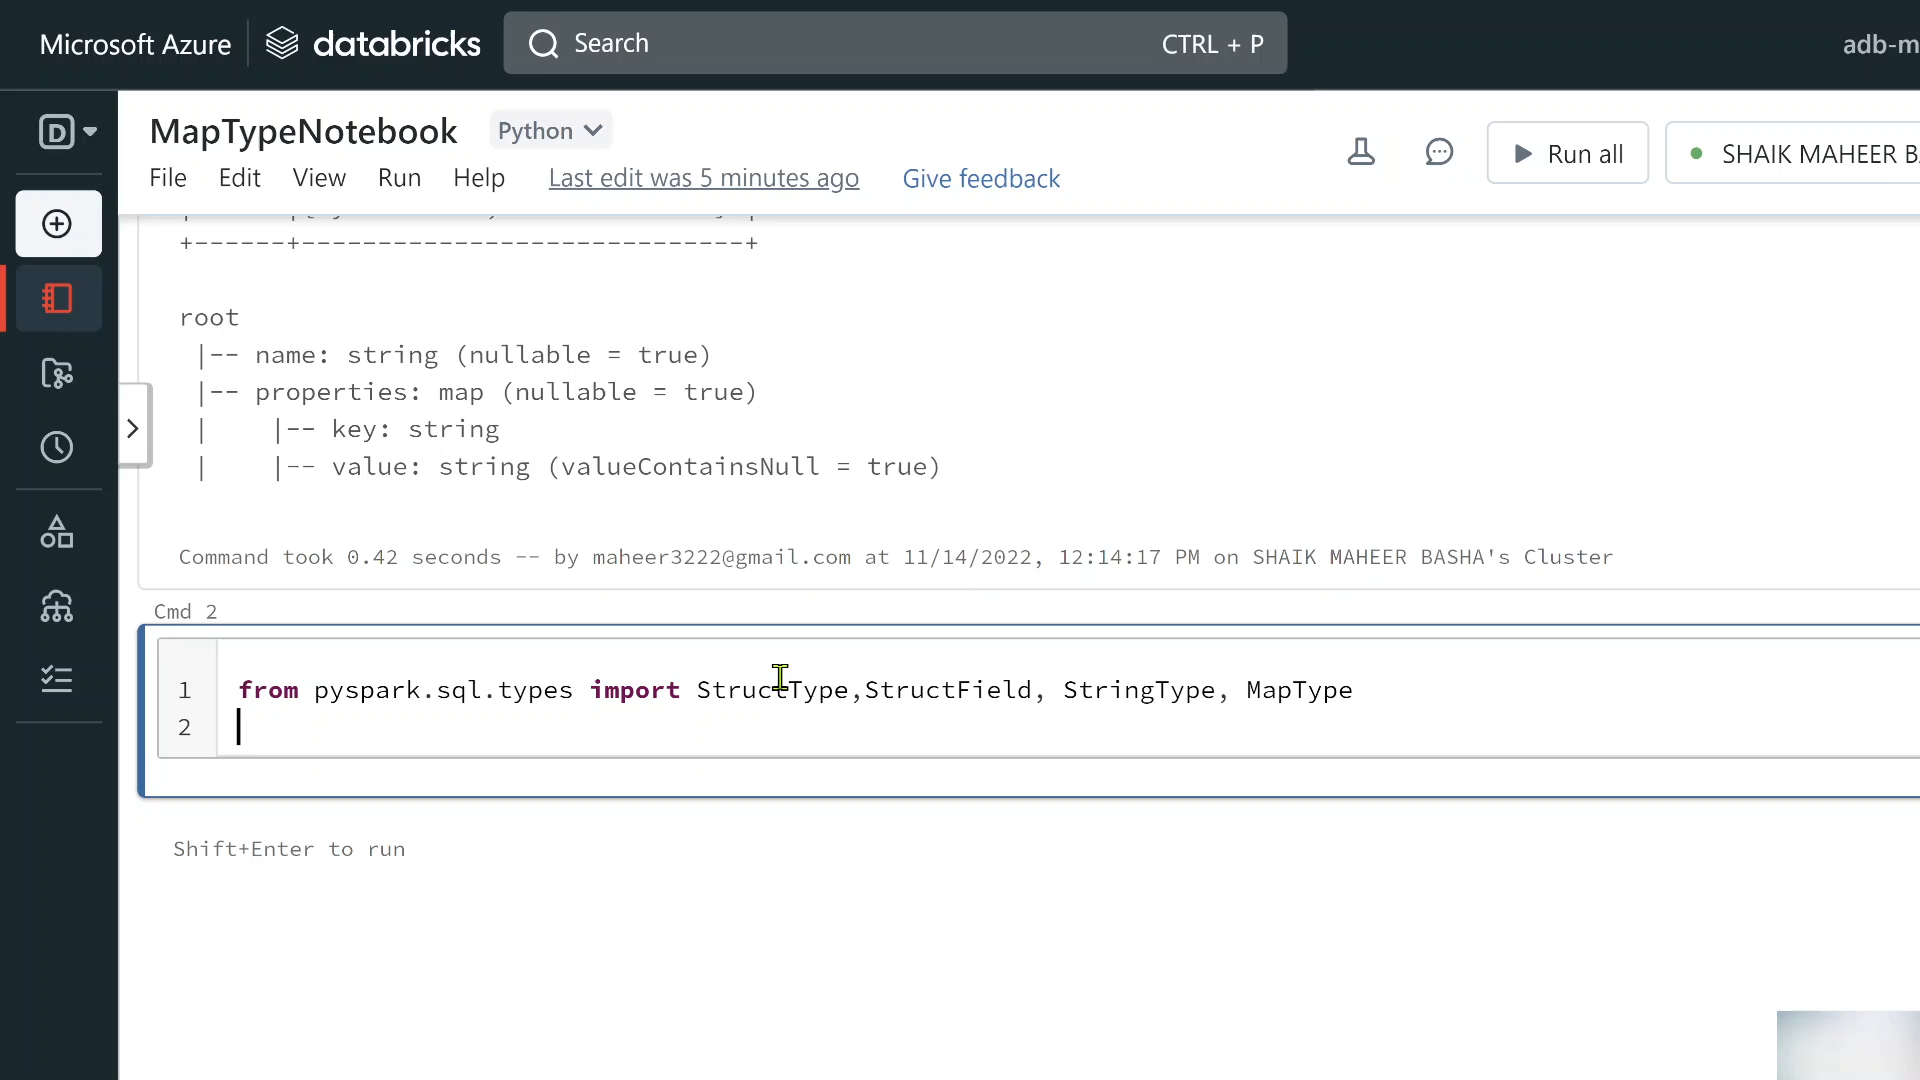 Microsoft Azure databricks Search CTRL + P adb-m
MapTypeNotebook Python
File Edit View Run Help Last edit was 5 minutes ago Give feedback Run all SHAIK MAHEER BA
+------+-----------------------------+
root
|-- name: string (nullable = true)
|-- properties: map (nullable = true)
| |-- key: string
| |-- value: string (valueContainsNull = true)
Command took 0.42 seconds -- by maheer3222@gmail.com at 11/14/2022, 12:14:17 PM on SHAIK MAHEER BASHA's Cluster
Cmd 2
1 from pyspark.sql.types import StructType,StructField, StringType, MapType
2
Shift+Enter to run